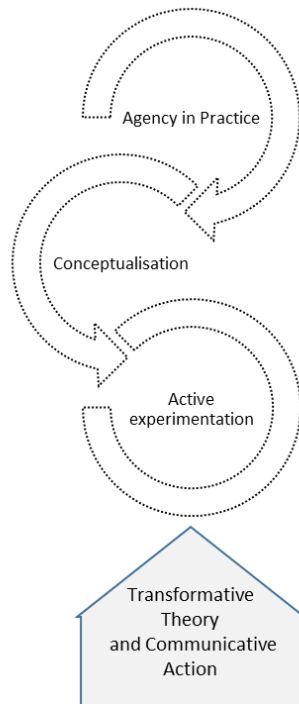 Agency in Practice
Conceptualisation
Active
experimentation
Transformative
Theory
and Communicative
Action